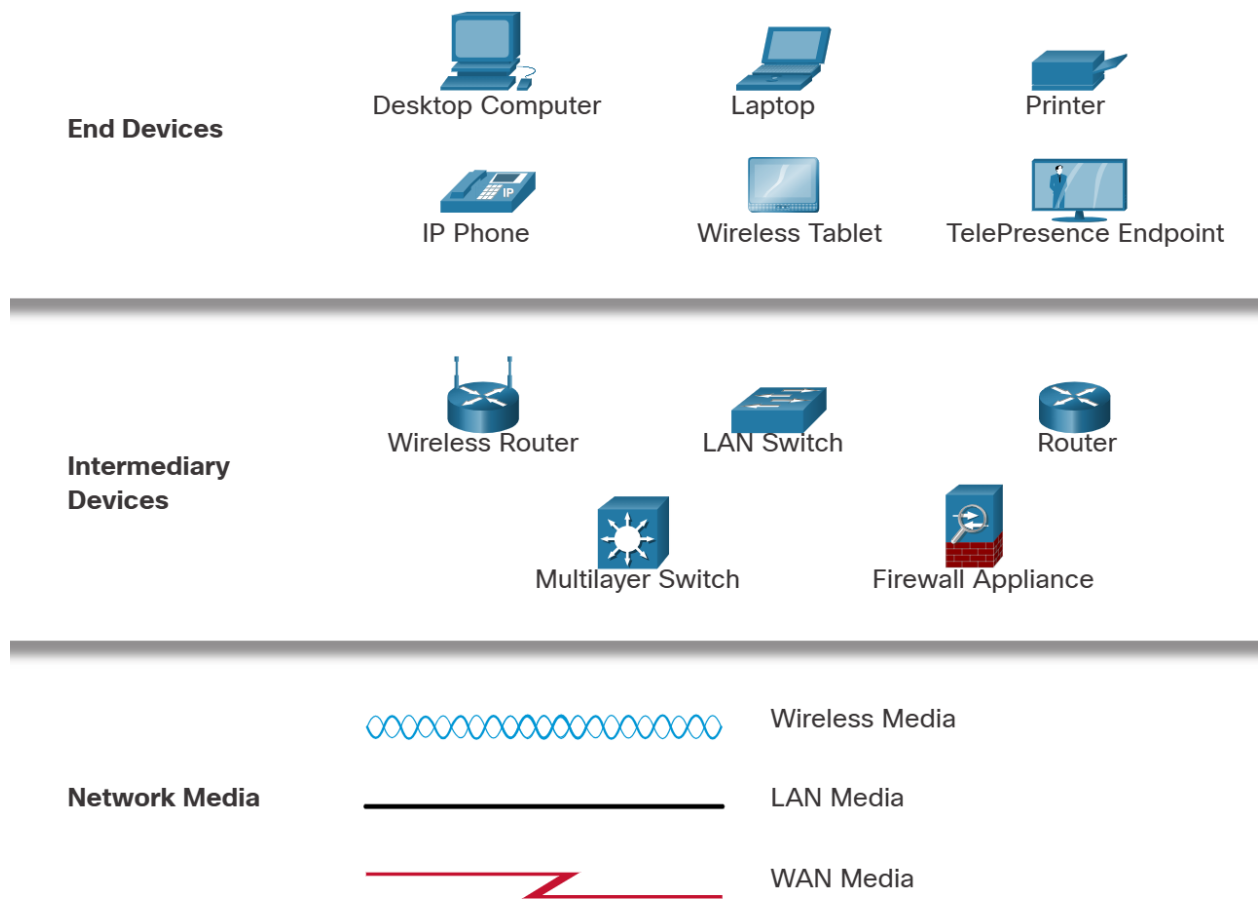 Desktop Computer
Laptop
Printer
End Devices
IP
IP Phone
Wireless Tablet
TelePresence Endpoint
Wireless Router
LAN Switch
Router
Intermediary
Devices
Multilayer Switch
Firewall Appliance
Wireless Media
Network Media
LAN Media
WAN Media